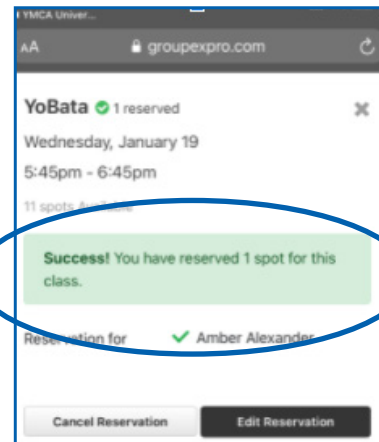 YMCA Univer...
AA groupexpro.com
YoBata 1 reserved
Wednesday, January 19
5:45pm - 6:45pm
11 spots Available
Success! You have reserved 1 spot for this
class.
Reservation for Amber Alexander
Cancel Reservation Edit Reservation